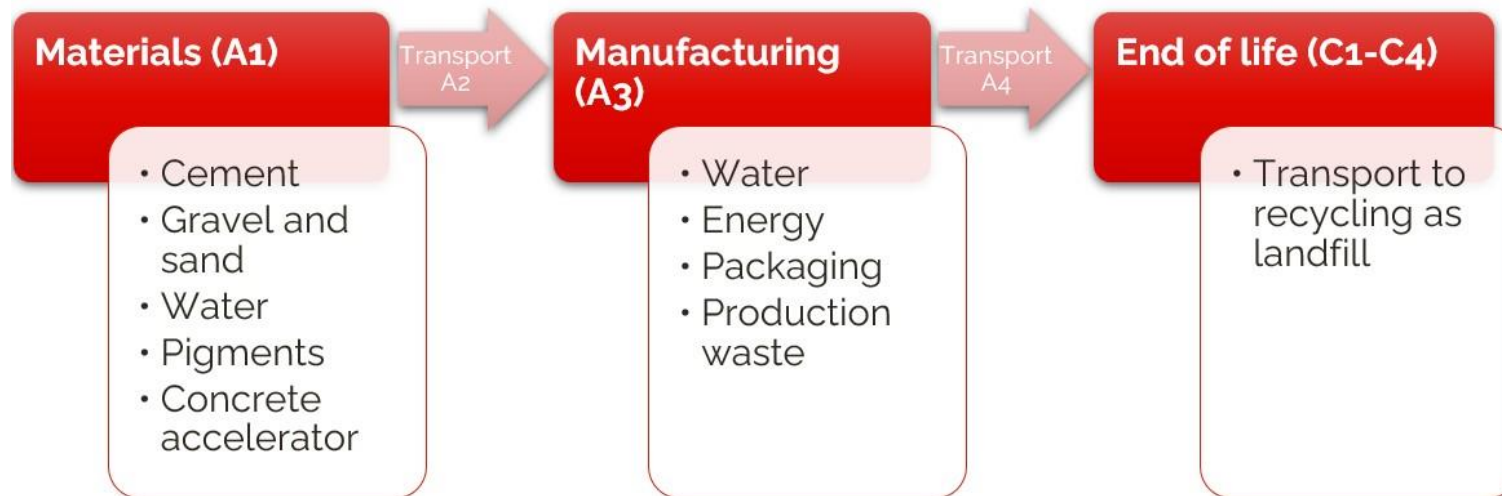 Materials (A1)
Transport
A2
Manufacturing
(A3)
Transport
A4
End of life (C1-C4)
• Cement
• Gravel and
sand
• Water
• Pigments
• Concrete
accelerator
• Water
• Energy
• Packaging
• Production
waste
• Transport to
recycling as
landfill